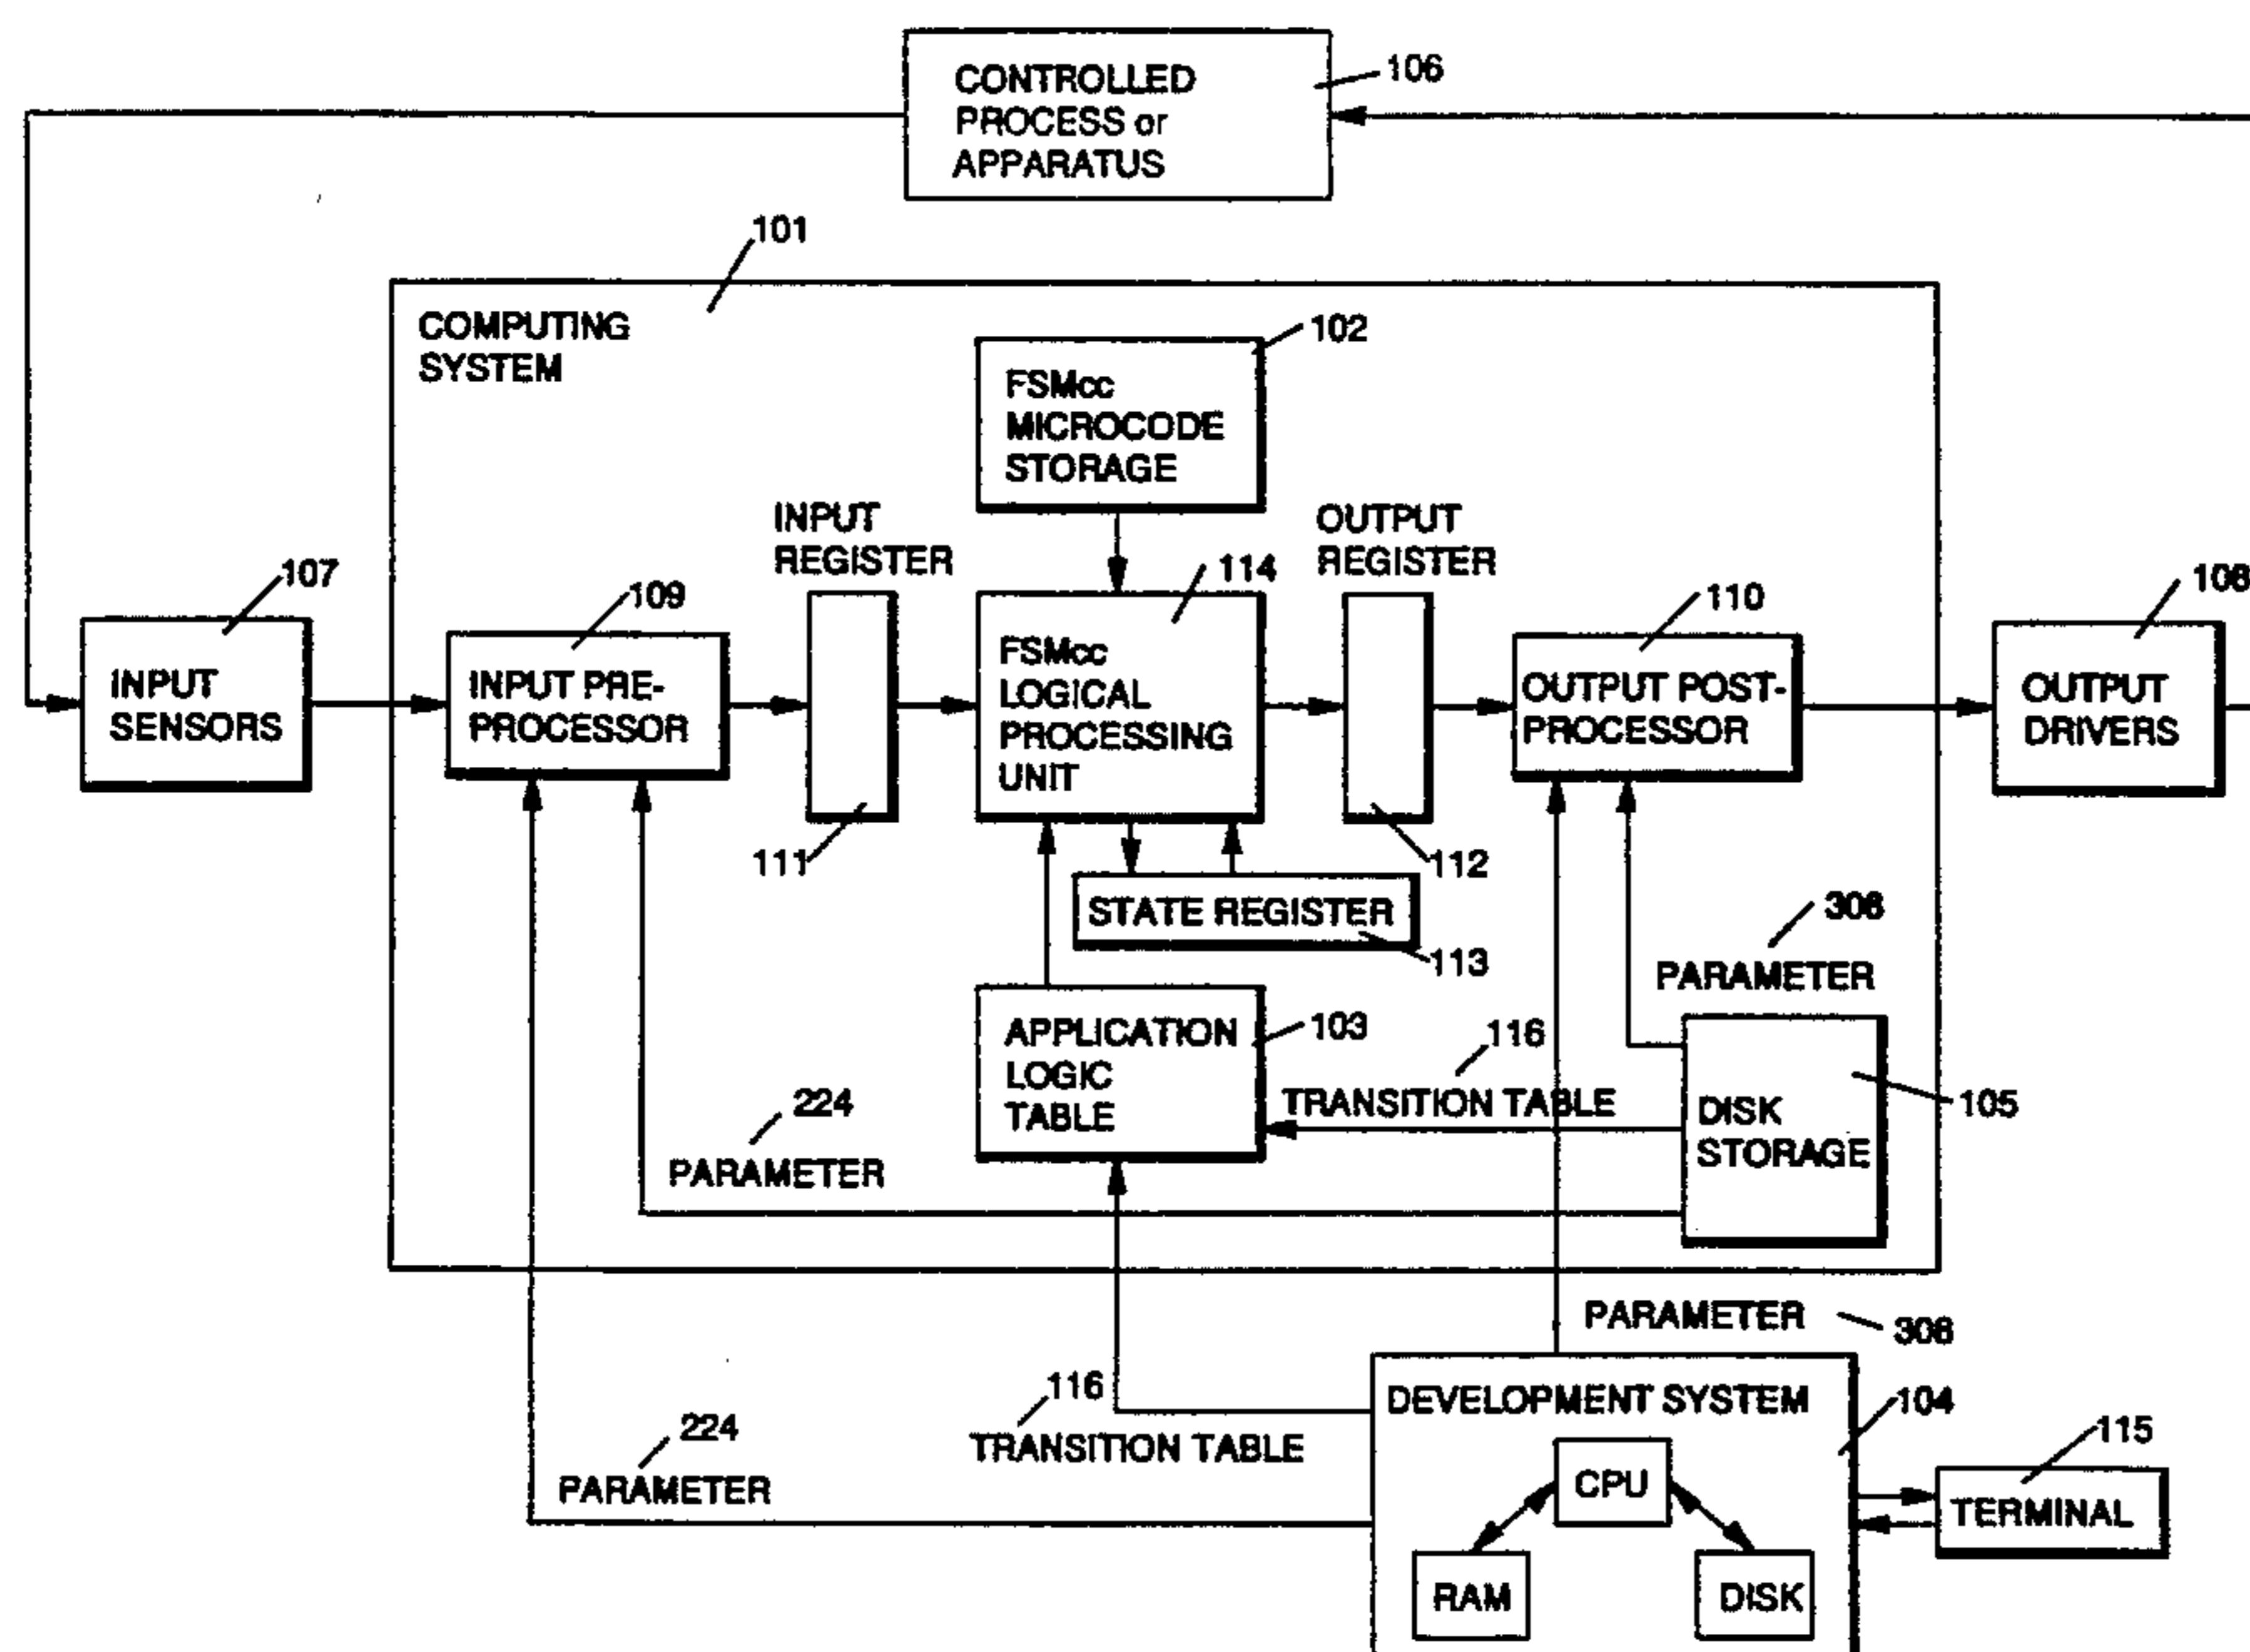 CONTROLLED
PROCESS or
APPARATUS
106
101
COMPUTING
SYSTEM
102
FSMcc
MICROCODE
STORAGE
INPUT
REGISTER
OUTPUT
REGISTER
107
INPUT
SENSORS
109
INPUT PRE-
PROCESSOR
111
114
FSMcc
LOGICAL
PROCESSING
UNIT
112
110
OUTPUT POST-
PROCESSOR
108
OUTPUT
DRIVERS
STATE REGISTER
113
306
PARAMETER
APPLICATION
LOGIC
TABLE
103
116
TRANSITION TABLE
DISK
STORAGE
105
224
PARAMETER
PARAMETER
306
116
TRANSITION TABLE
224
PARAMETER
DEVELOPMENT SYSTEM
104
CPU
RAM
DISK
115
TERMINAL